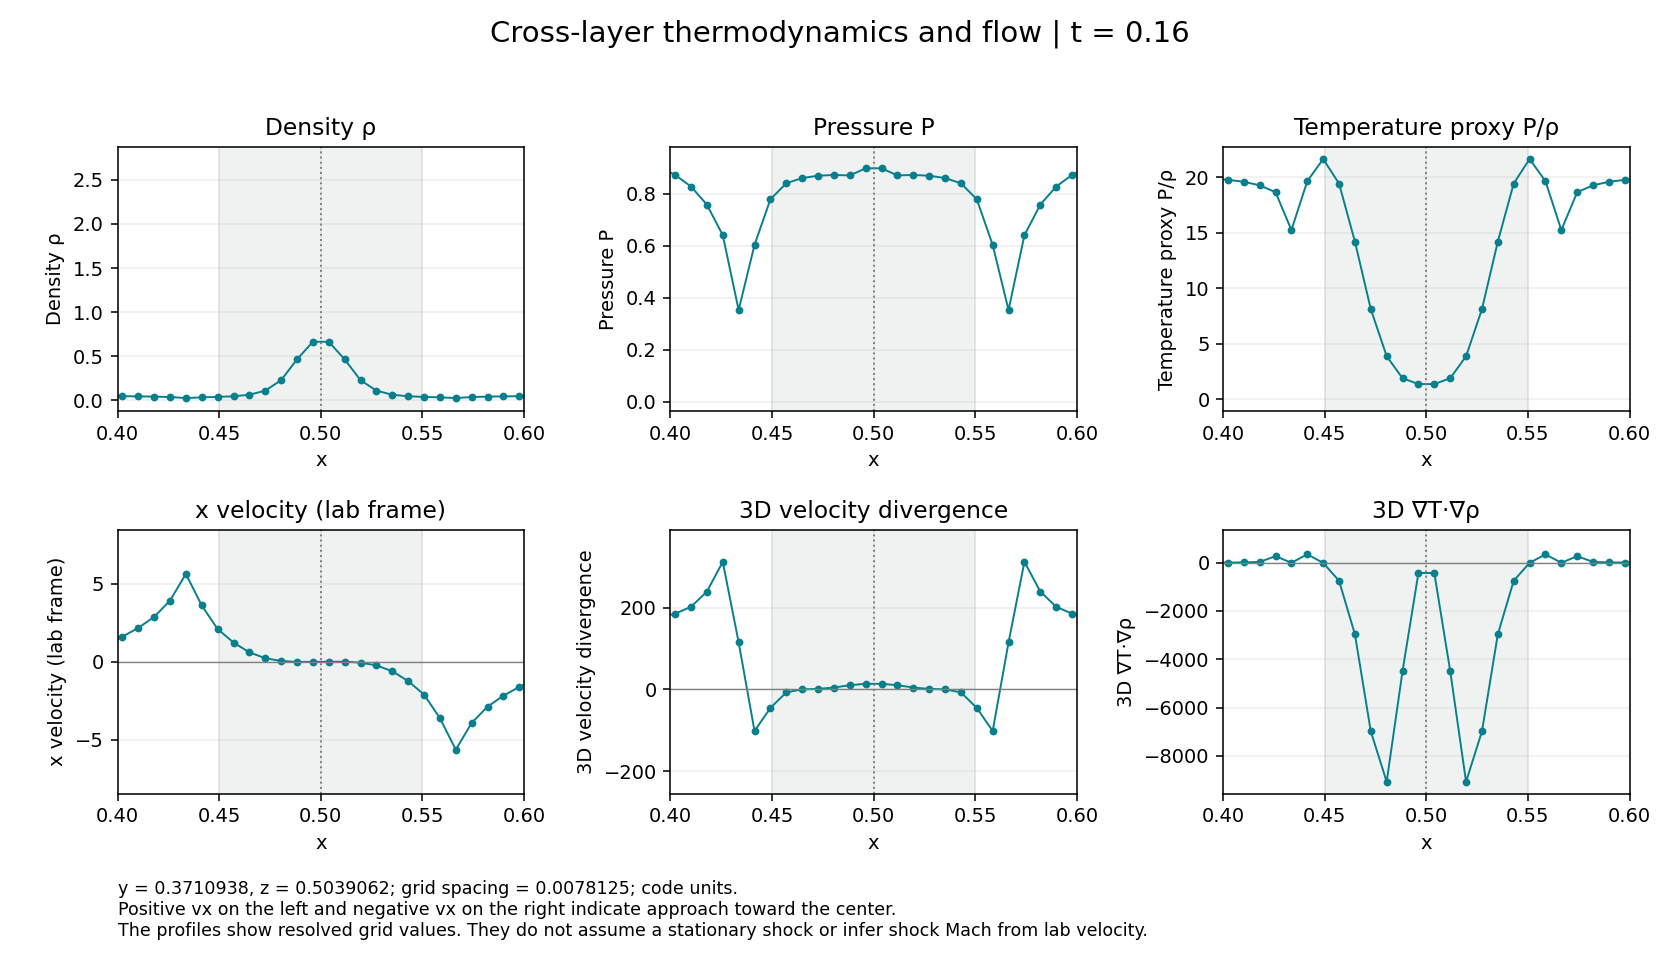 Cross-layer thermodynamics and flow | t = 0.16
Density ρ
Density ρ
2.5
2.0
1.5
1.0
0.5
0.0
0.40 0.45 0.50 0.55 0.60
x
Pressure P
Pressure P
0.8
0.6
0.4
0.2
0.0
0.40 0.45 0.50 0.55 0.60
x
Temperature proxy P/ρ
Temperature proxy P/ρ
20
15
10
5
0
0.40 0.45 0.50 0.55 0.60
x
x velocity (lab frame)
x velocity (lab frame)
5
0
−5
0.40 0.45 0.50 0.55 0.60
x
3D velocity divergence
3D velocity divergence
200
0
−200
0.40 0.45 0.50 0.55 0.60
x
3D ∇T·∇ρ
3D ∇T·∇ρ
0
−2000
−4000
−6000
−8000
0.40 0.45 0.50 0.55 0.60
x
y = 0.3710938, z = 0.5039062; grid spacing = 0.0078125; code units.
Positive vx on the left and negative vx on the right indicate approach toward the center.
The profiles show resolved grid values. They do not assume a stationary shock or infer shock Mach from lab velocity.